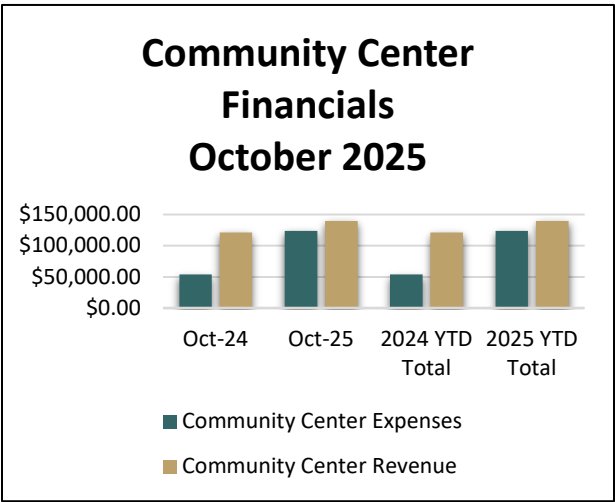 Community Center
Financials
October 2025
$150,000.00
$100,000.00
$50,000.00
$0.00
Oct-24 Oct-25 2024 YTD 2025 YTD
Total Total
Community Center Expenses
Community Center Revenue